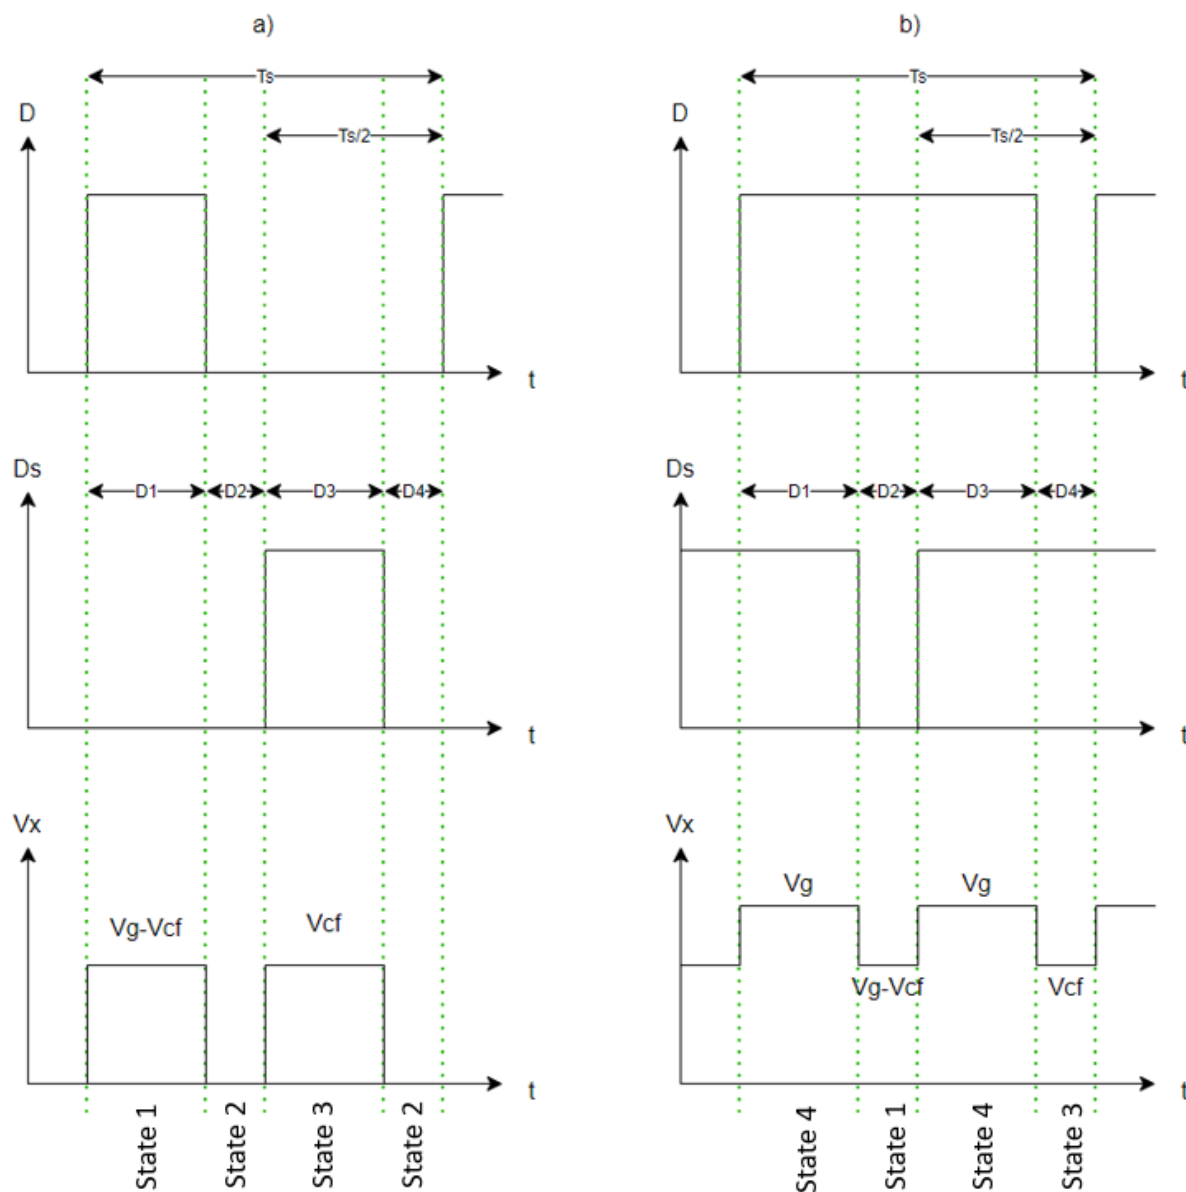 a)
b)
Ts
Ts
D
D
Ts/2
Ts/2
t
t
Ds
Ds
D1
D2
D3
D4
D1
D2
D3
D4
t
t
Vx
Vx
Vg
Vg
Vg-Vcf
Vcf
Vg-Vcf
Vcf
t
t
State 1
State 2
State 3
State 2
State 4
State 1
State 4
State 3